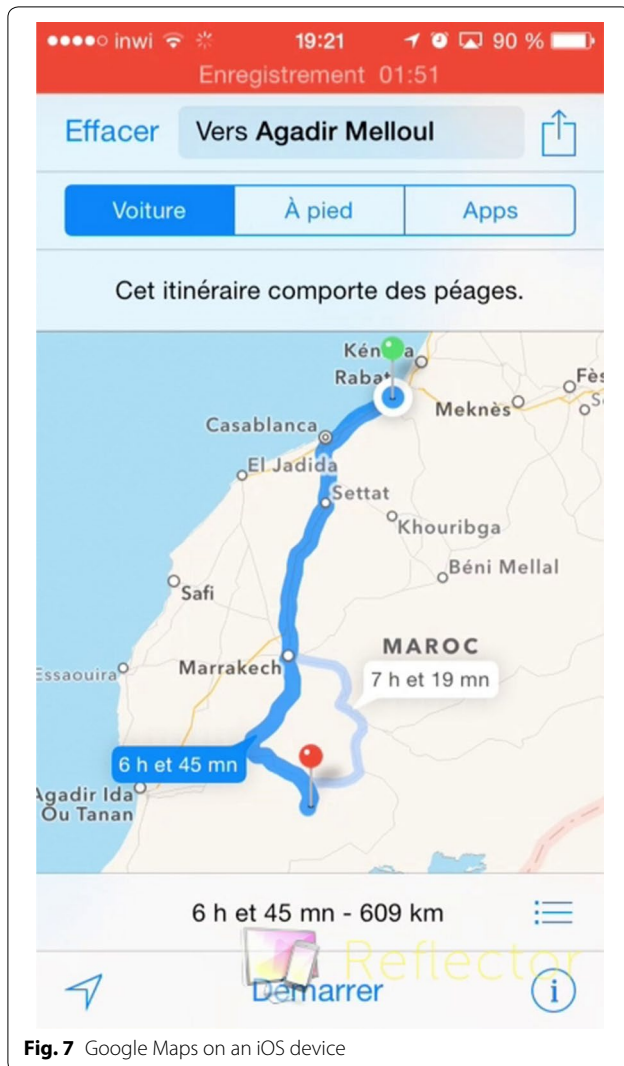 inwi 19:21 90 %
Enregistrement 01:51
Effacer Vers Agadir Melloul
Voiture À pied Apps
Cet itinéraire comporte des péages.
Rabat
Fès
Meknès
Casablanca
El Jadida
Settat
Khouribga
Béni Mellal
Safi
MAROC
Essaouira
Marrakech
7 h et 19 mn
6 h et 45 mn
Agadir Ida
Ou Tanan
6 h et 45 mn - 609 km
Reflector
Démarrer
i
Fig. 7 Google Maps on an iOS device